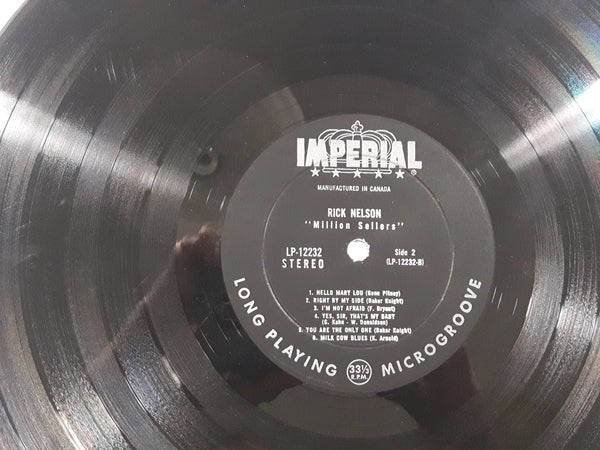 IMPERIAL®
MANUFACTURED IN CANADA
RICK NELSON
"Million Sellers"
LP-12232
STEREO
Side 2
(LP-12232-B)
1. HELLO MARY LOU (Gene Pitney)
2. RIGHT BY MY SIDE (Baker Knight)
3. I'M NOT AFRAID (F. Bryant)
4. YES, SIR, THAT'S MY BABY
(G. Kahn - W. Donaldson)
5. YOU ARE THE ONLY ONE (Baker Knight)
6. MILK COW BLUES (K. Arnold)
LONG PLAYING MICROGROOVE
33⅓
R.P.M.